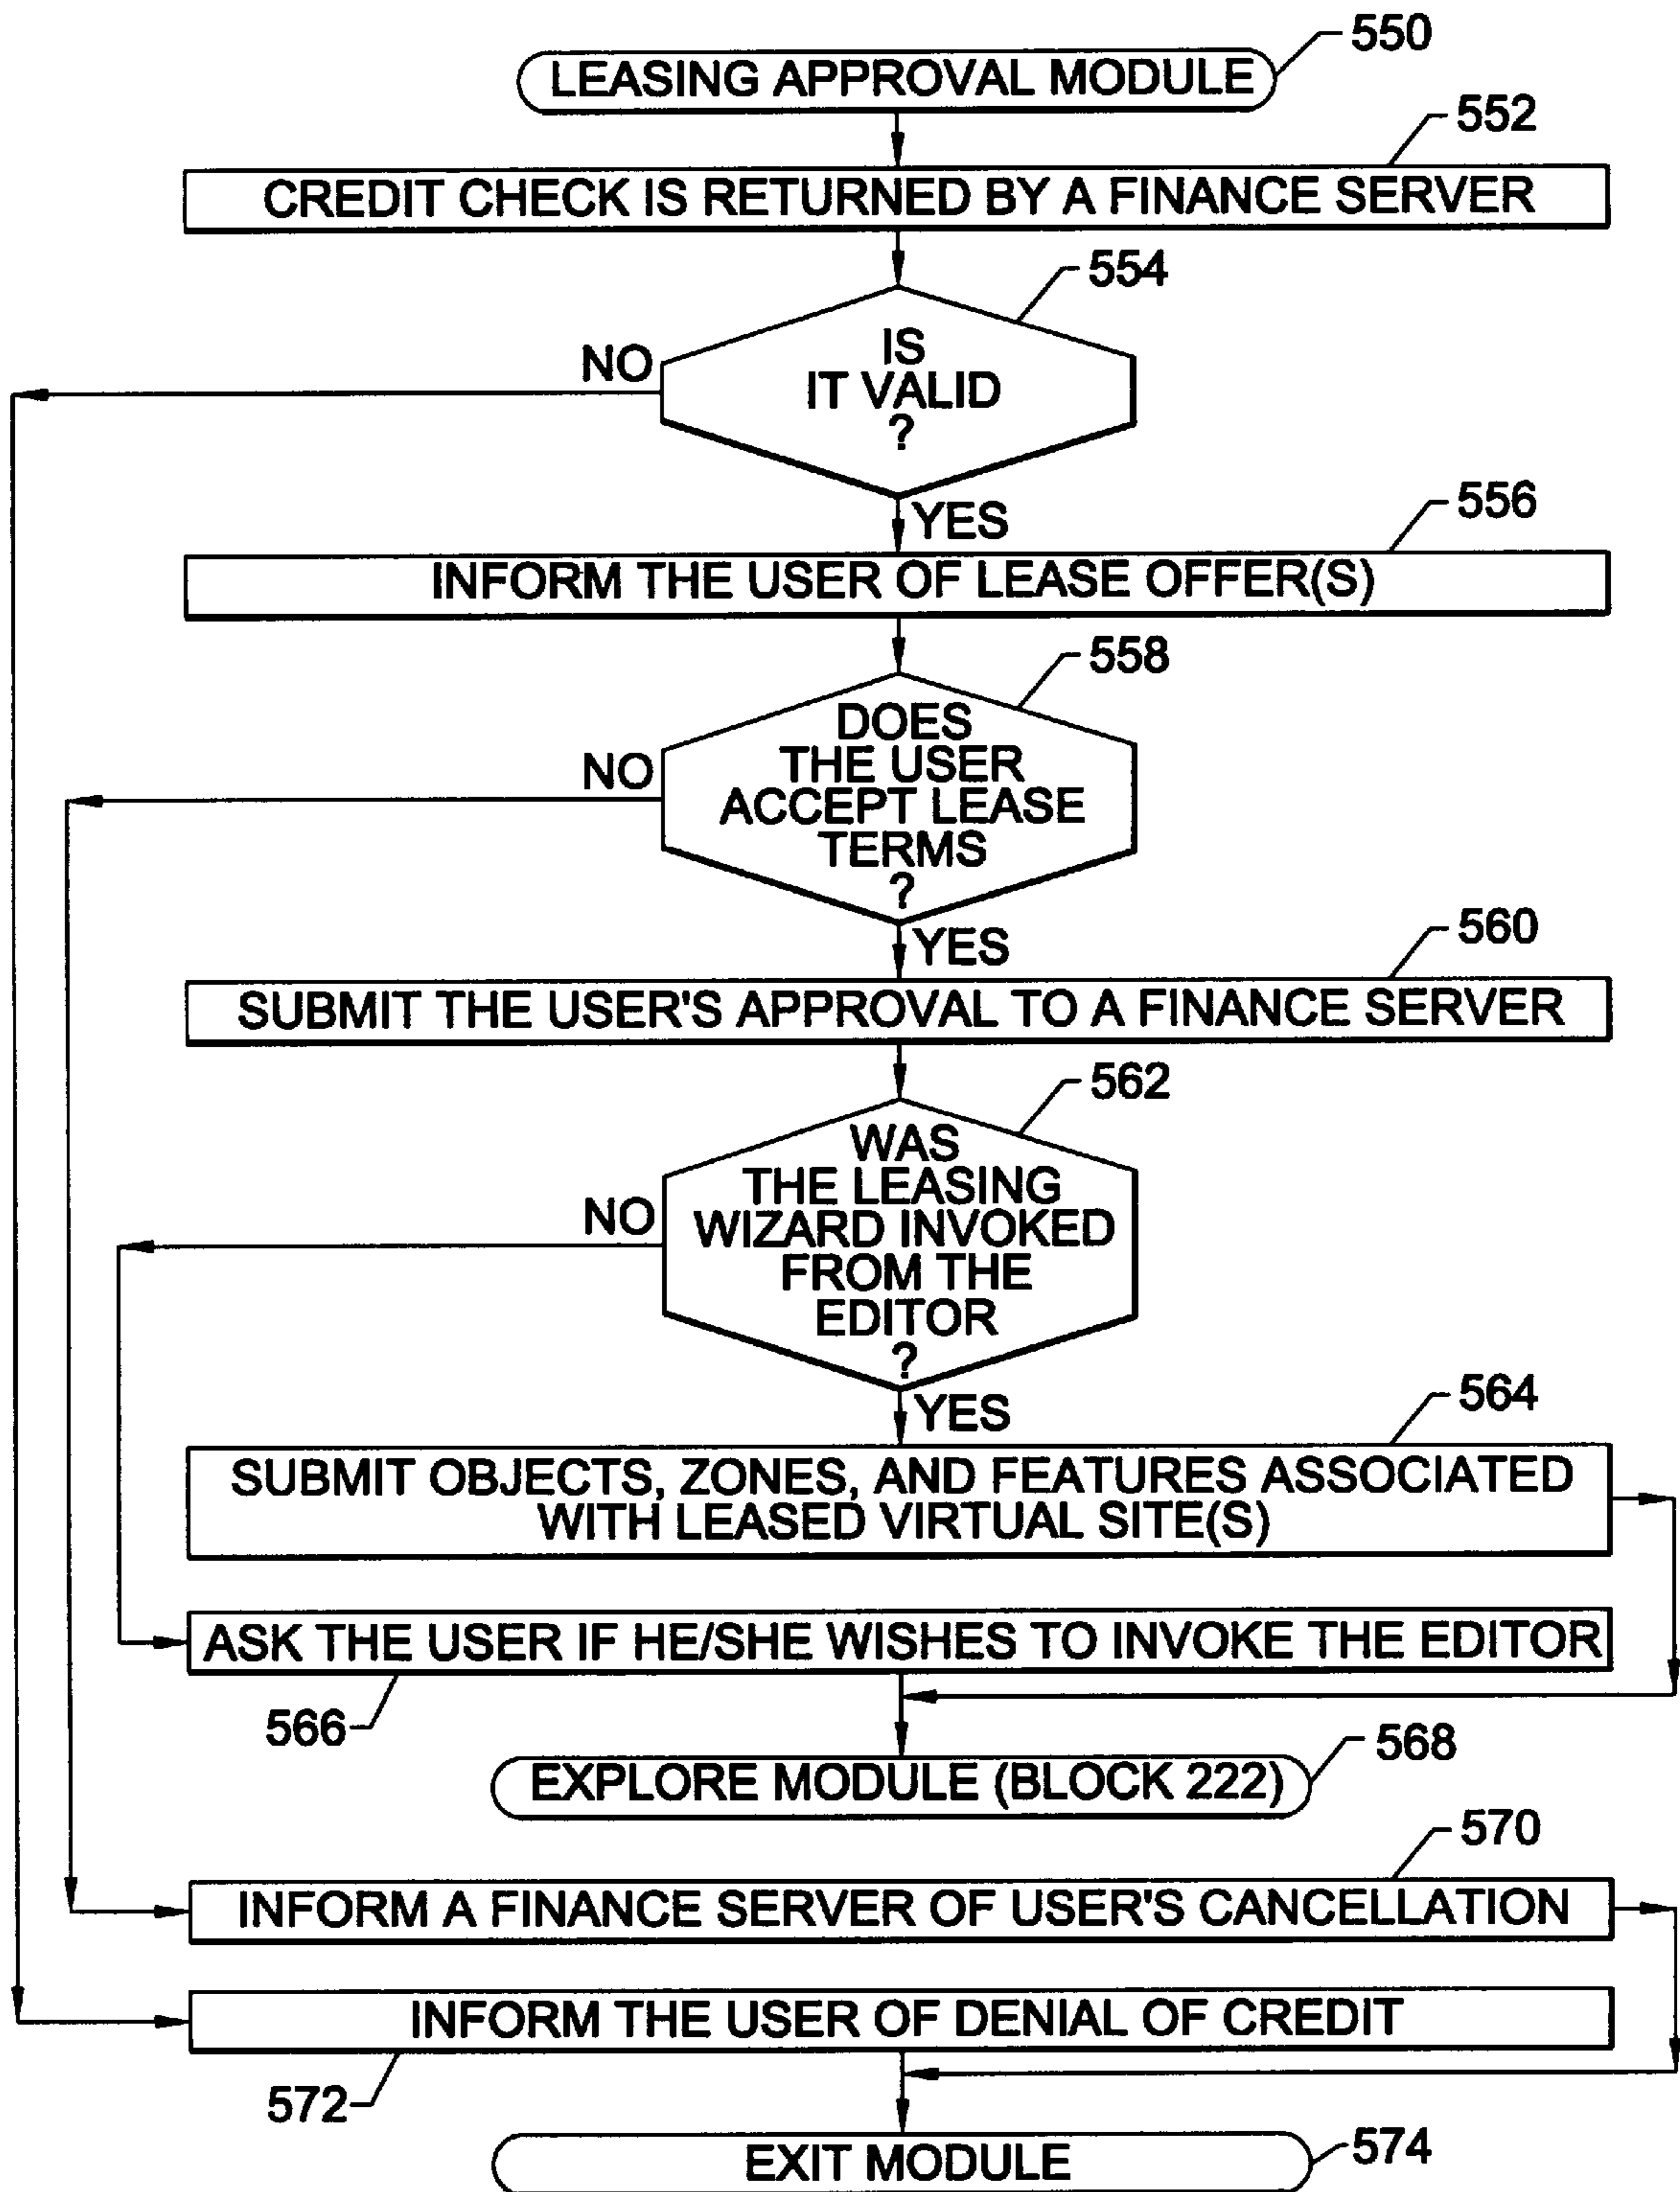 550
LEASING APPROVAL MODULE
552
CREDIT CHECK IS RETURNED BY A FINANCE SERVER
554
IS
IT VALID
?
NO
YES
556
INFORM THE USER OF LEASE OFFER(S)
558
DOES
THE USER
ACCEPT LEASE
TERMS
?
NO
YES
560
SUBMIT THE USER'S APPROVAL TO A FINANCE SERVER
562
WAS
THE LEASING
WIZARD INVOKED
FROM THE
EDITOR
?
NO
YES
564
SUBMIT OBJECTS, ZONES, AND FEATURES ASSOCIATED
WITH LEASED VIRTUAL SITE(S)
ASK THE USER IF HE/SHE WISHES TO INVOKE THE EDITOR
566
568
EXPLORE MODULE (BLOCK 222)
570
INFORM A FINANCE SERVER OF USER'S CANCELLATION
INFORM THE USER OF DENIAL OF CREDIT
572
574
EXIT MODULE